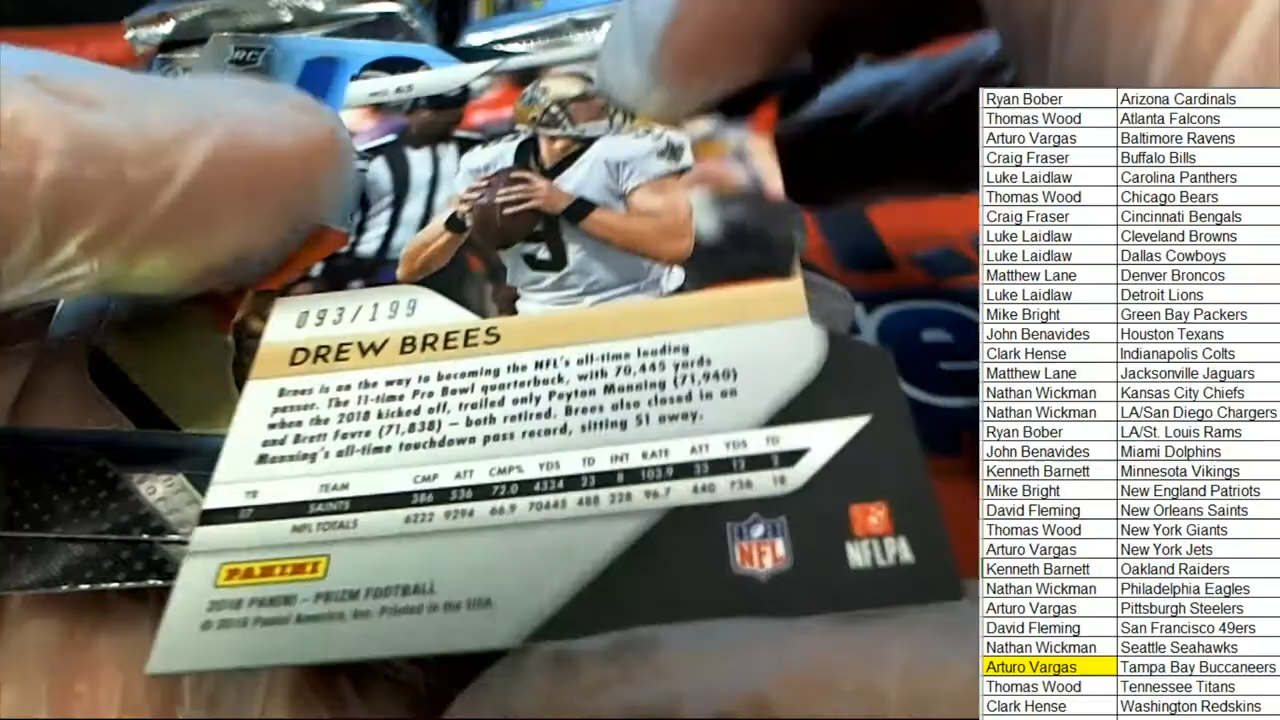 RC
NO. 65
9
093/199
DREW BREES
Brees is on the way to becoming the NFL's all-time leading
passer. The 11-time Pro Bowl quarterback, with 70,445 yards
when the 2018 kicked off, trailed only Peyton Manning (71,940)
and Brett Favre (71,838) — both retired. Brees also closed in on
Manning's all-time touchdown pass record, sitting 51 away.
YR TEAM CMP ATT CMP% YDS TD INT RATE ATT YDS TD
17 SAINTS 386 536 72.0 4334 23 8 103.9 33 12 2
NFL TOTALS 6222 9294 66.9 70445 488 228 96.7 440 738 18
PANINI
2018 PANINI - PRIZM FOOTBALL
© 2018 Panini America, Inc. Printed in the USA.
NFL
NFLPA
Ryan Bober Arizona Cardinals
Thomas Wood Atlanta Falcons
Arturo Vargas Baltimore Ravens
Craig Fraser Buffalo Bills
Luke Laidlaw Carolina Panthers
Thomas Wood Chicago Bears
Craig Fraser Cincinnati Bengals
Luke Laidlaw Cleveland Browns
Luke Laidlaw Dallas Cowboys
Matthew Lane Denver Broncos
Luke Laidlaw Detroit Lions
Mike Bright Green Bay Packers
John Benavides Houston Texans
Clark Hense Indianapolis Colts
Matthew Lane Jacksonville Jaguars
Nathan Wickman Kansas City Chiefs
Nathan Wickman LA/San Diego Chargers
Ryan Bober LA/St. Louis Rams
John Benavides Miami Dolphins
Kenneth Barnett Minnesota Vikings
Mike Bright New England Patriots
David Fleming New Orleans Saints
Thomas Wood New York Giants
Arturo Vargas New York Jets
Kenneth Barnett Oakland Raiders
Nathan Wickman Philadelphia Eagles
Arturo Vargas Pittsburgh Steelers
David Fleming San Francisco 49ers
Nathan Wickman Seattle Seahawks
Arturo Vargas Tampa Bay Buccaneers
Thomas Wood Tennessee Titans
Clark Hense Washington Redskins